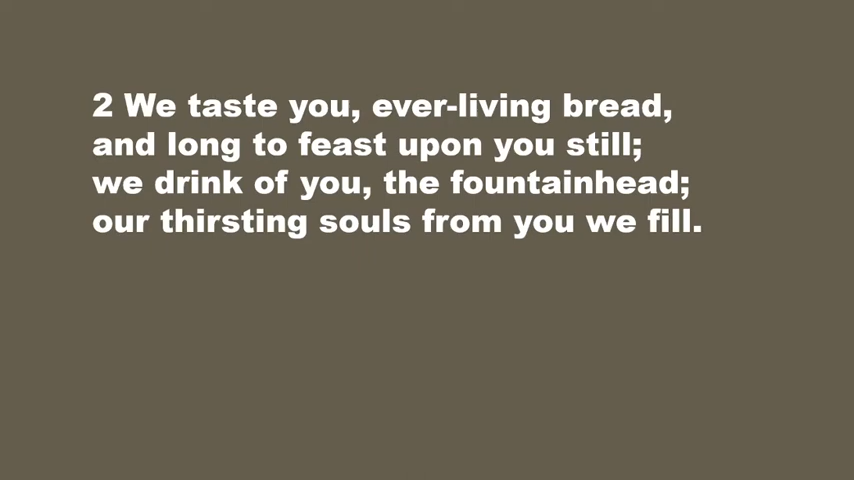 2 We taste you, ever-living bread,
and long to feast upon you still;
we drink of you, the fountainhead;
our thirsting souls from you we fill.